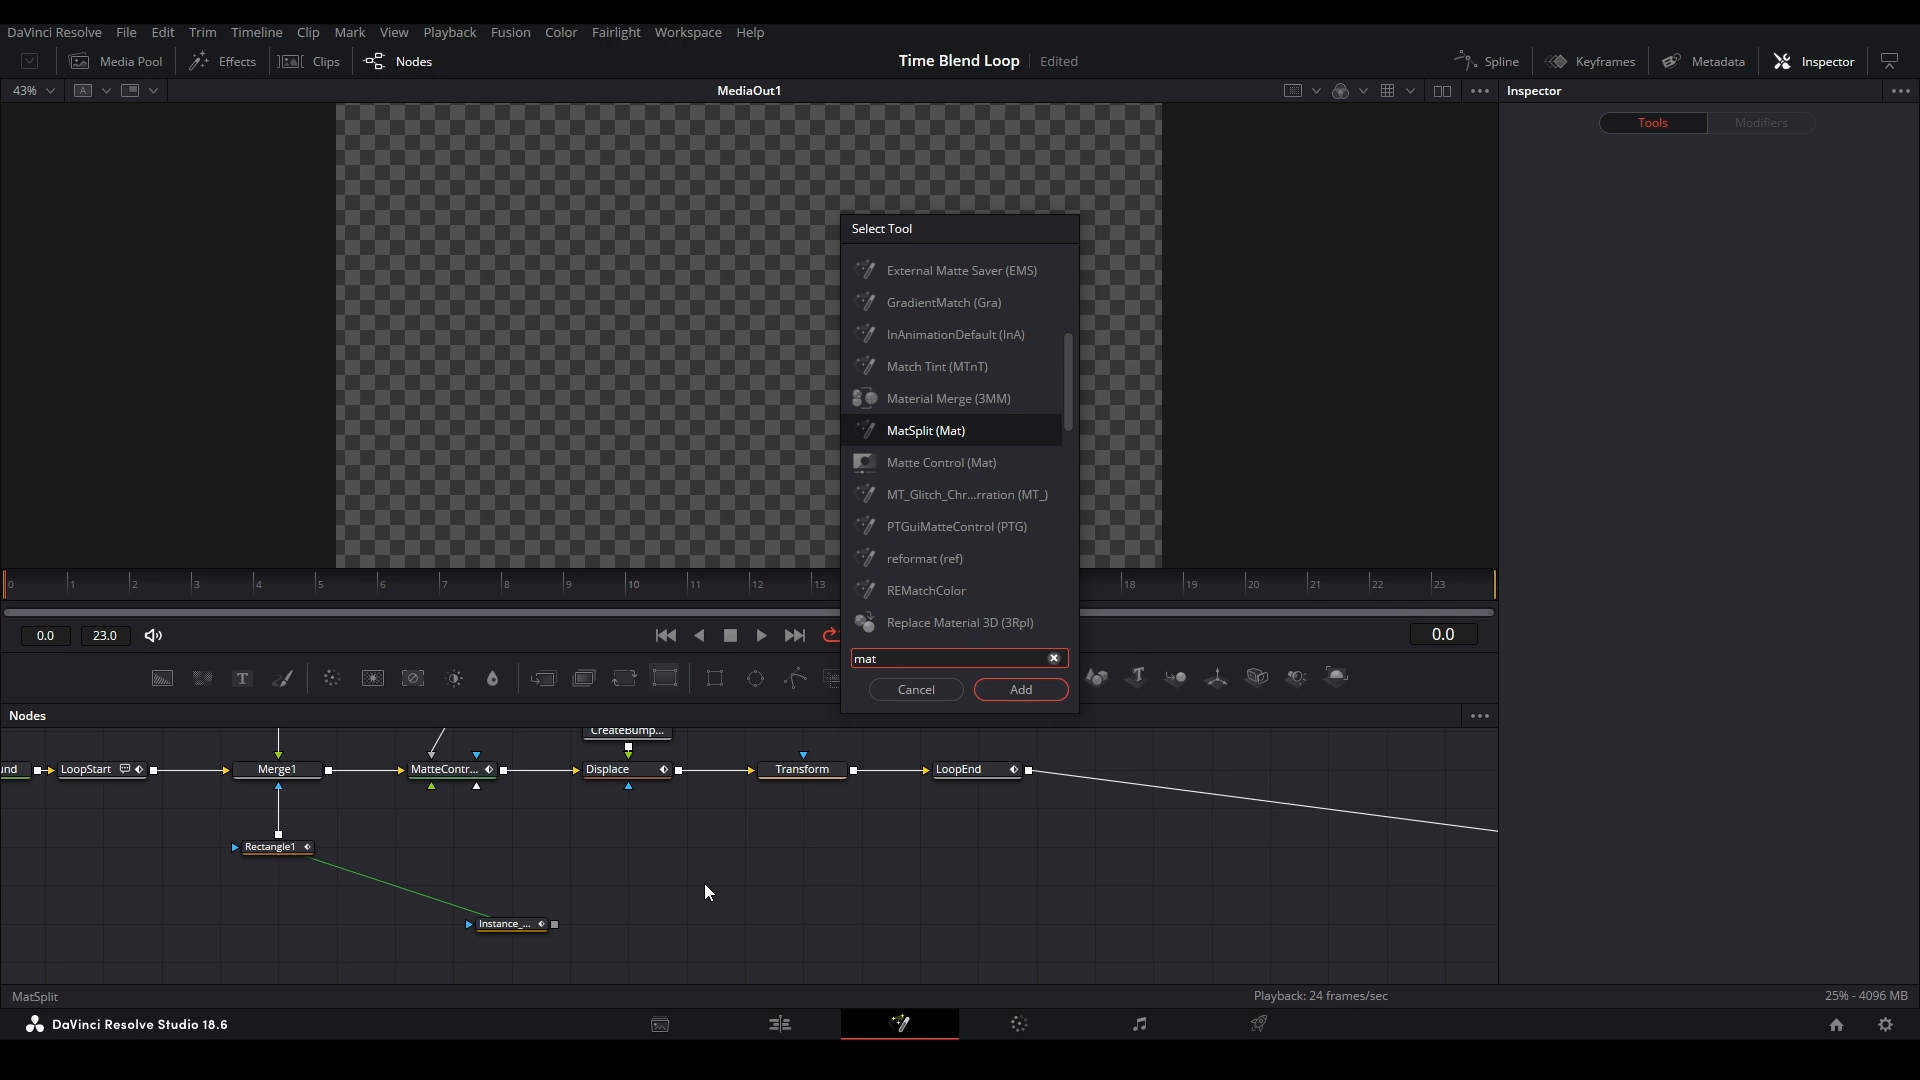 DaVinci Resolve File Edit Trim Timeline Clip Mark View Playback Fusion Color Fairlight Workspace Help
Media Pool Effects Clips Nodes Time Blend Loop Edited Spline Keyframes Metadata Inspector
43% A MediaOut1 Inspector
Tools Modifiers
Select Tool
External Matte Saver (EMS)
GradientMatch (Gra)
InAnimationDefault (InA)
Match Tint (MTnT)
Material Merge (3MM)
MatSplit (Mat)
Matte Control (Mat)
MT_Glitch_Chr...rration (MT_)
PTGuiMatteControl (PTG)
reformat (ref)
REMatchColor
Replace Material 3D (3Rpl)
mat
Cancel Add
0 1 2 3 4 5 6 7 8 9 10 11 12 13 18 19 20 21 22 23
0.0 23.0 0.0
T T
Nodes
CreateBump...
und LoopStart Merge1 MatteContr... Displace Transform LoopEnd
Rectangle1
Instance_...
MatSplit Playback: 24 frames/sec 25% - 4096 MB
DaVinci Resolve Studio 18.6